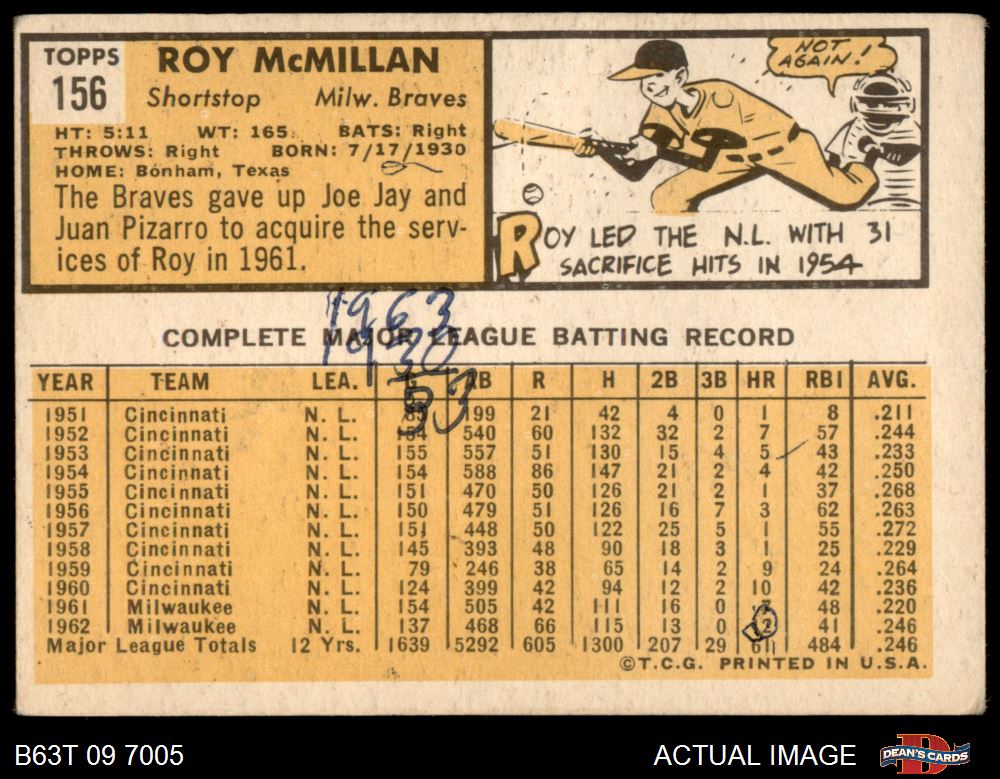 TOPPS
156
ROY McMILLAN
Shortstop Milw. Braves
HT: 5:11 WT: 165 BATS: Right
THROWS: Right BORN: 7/17/1930
HOME: Bonham, Texas
The Braves gave up Joe Jay and
Juan Pizarro to acquire the serv-
ices of Roy in 1961.
NOT
AGAIN!
ROY LED THE N.L. WITH 31
SACRIFICE HITS IN 1954
1963
1930
33
COMPLETE MAJOR LEAGUE BATTING RECORD
YEAR TEAM LEA. G AB R H 2B 3B HR RBI AVG.
1951 Cincinnati N. L. 85 199 21 42 4 0 1 8 .211
1952 Cincinnati N. L. 154 540 60 132 32 2 7 57 .244
1953 Cincinnati N. L. 155 557 51 130 15 4 5 43 .233
1954 Cincinnati N. L. 154 588 86 147 21 2 4 42 .250
1955 Cincinnati N. L. 151 470 50 126 21 2 1 37 .268
1956 Cincinnati N. L. 150 479 51 126 16 7 3 62 .263
1957 Cincinnati N. L. 151 448 50 122 25 5 1 55 .272
1958 Cincinnati N. L. 145 393 48 90 18 3 1 25 .229
1959 Cincinnati N. L. 79 246 38 65 14 2 9 24 .264
1960 Cincinnati N. L. 124 399 42 94 12 2 10 42 .236
1961 Milwaukee N. L. 154 505 42 111 16 0 48 .220
1962 Milwaukee N. L. 137 468 66 115 13 0 12 41 .246
Major League Totals 12 Yrs. 1639 5292 605 1300 207 29 61 484 .246
©T.C.G. PRINTED IN U.S.A.
B63T 09 7005 ACTUAL IMAGE DEAN'S CARDS